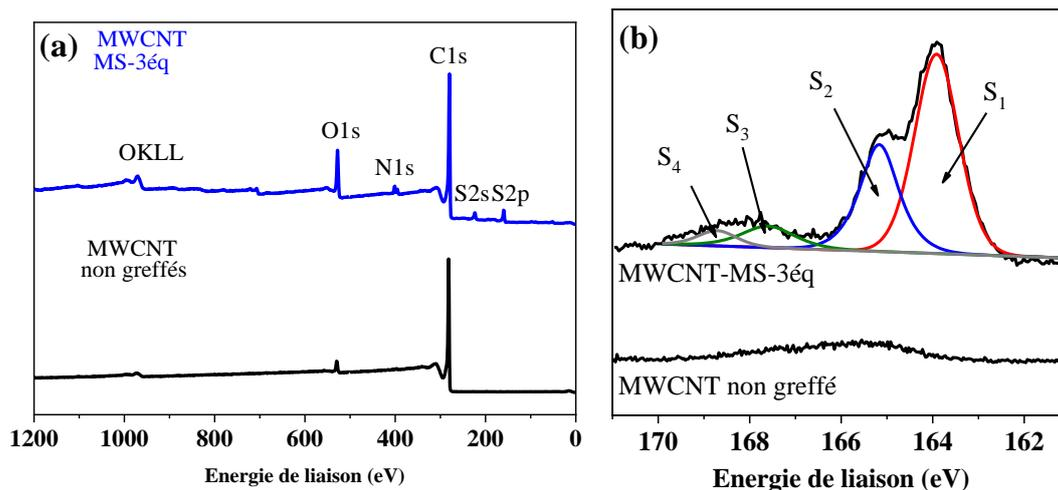 (a)
MWCNT
MS-3éq
C1s
O1s
OKLL
N1s
S2s S2p
MWCNT
non greffés
1200 1000 800 600 400 200 0
Energie de liaison (eV)
(b)
S1
S2
S3
S4
MWCNT-MS-3éq
MWCNT non greffé
170 168 166 164 162
Energie de liaison (eV)